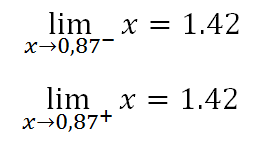 lim x→0,87⁻ x = 1.42
lim x→0,87⁺ x = 1.42